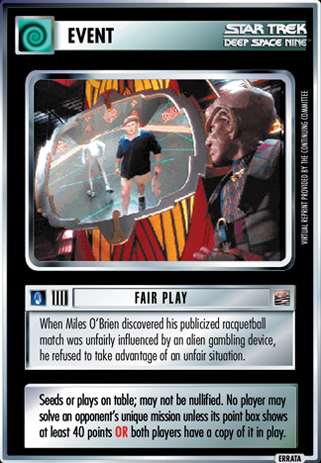 EVENT
STAR TREK
DEEP SPACE NINE
VIRTUAL REPRINT PROVIDED BY THE CONTINUING COMMITTEE
FAIR PLAY
When Miles O'Brien discovered his publicized racquetball
match was unfairly influenced by an alien gambling device,
he refused to take advantage of an unfair situation.
Seeds or plays on table; may not be nullified. No player may
solve an opponent's unique mission unless its point box shows
at least 40 points OR both players have a copy of it in play.
ERRATA